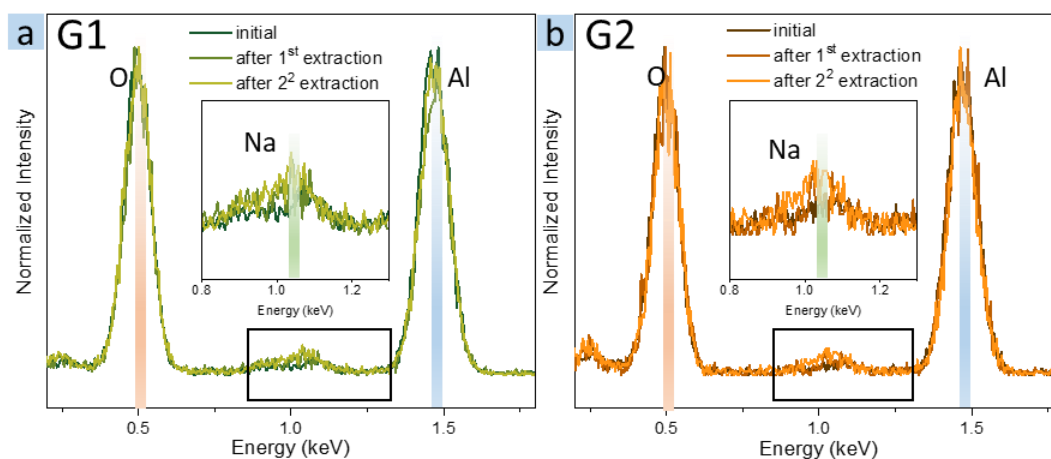 a G1
initial
after 1st extraction
after 2² extraction
O
Al
Na
0.8 1.0 1.2
Energy (keV)
Normalized Intensity
0.5 1.0 1.5
Energy (keV)
b G2
initial
after 1st extraction
after 2² extraction
O
Al
Na
0.8 1.0 1.2
Energy (keV)
Normalized Intensity
0.5 1.0 1.5
Energy (keV)